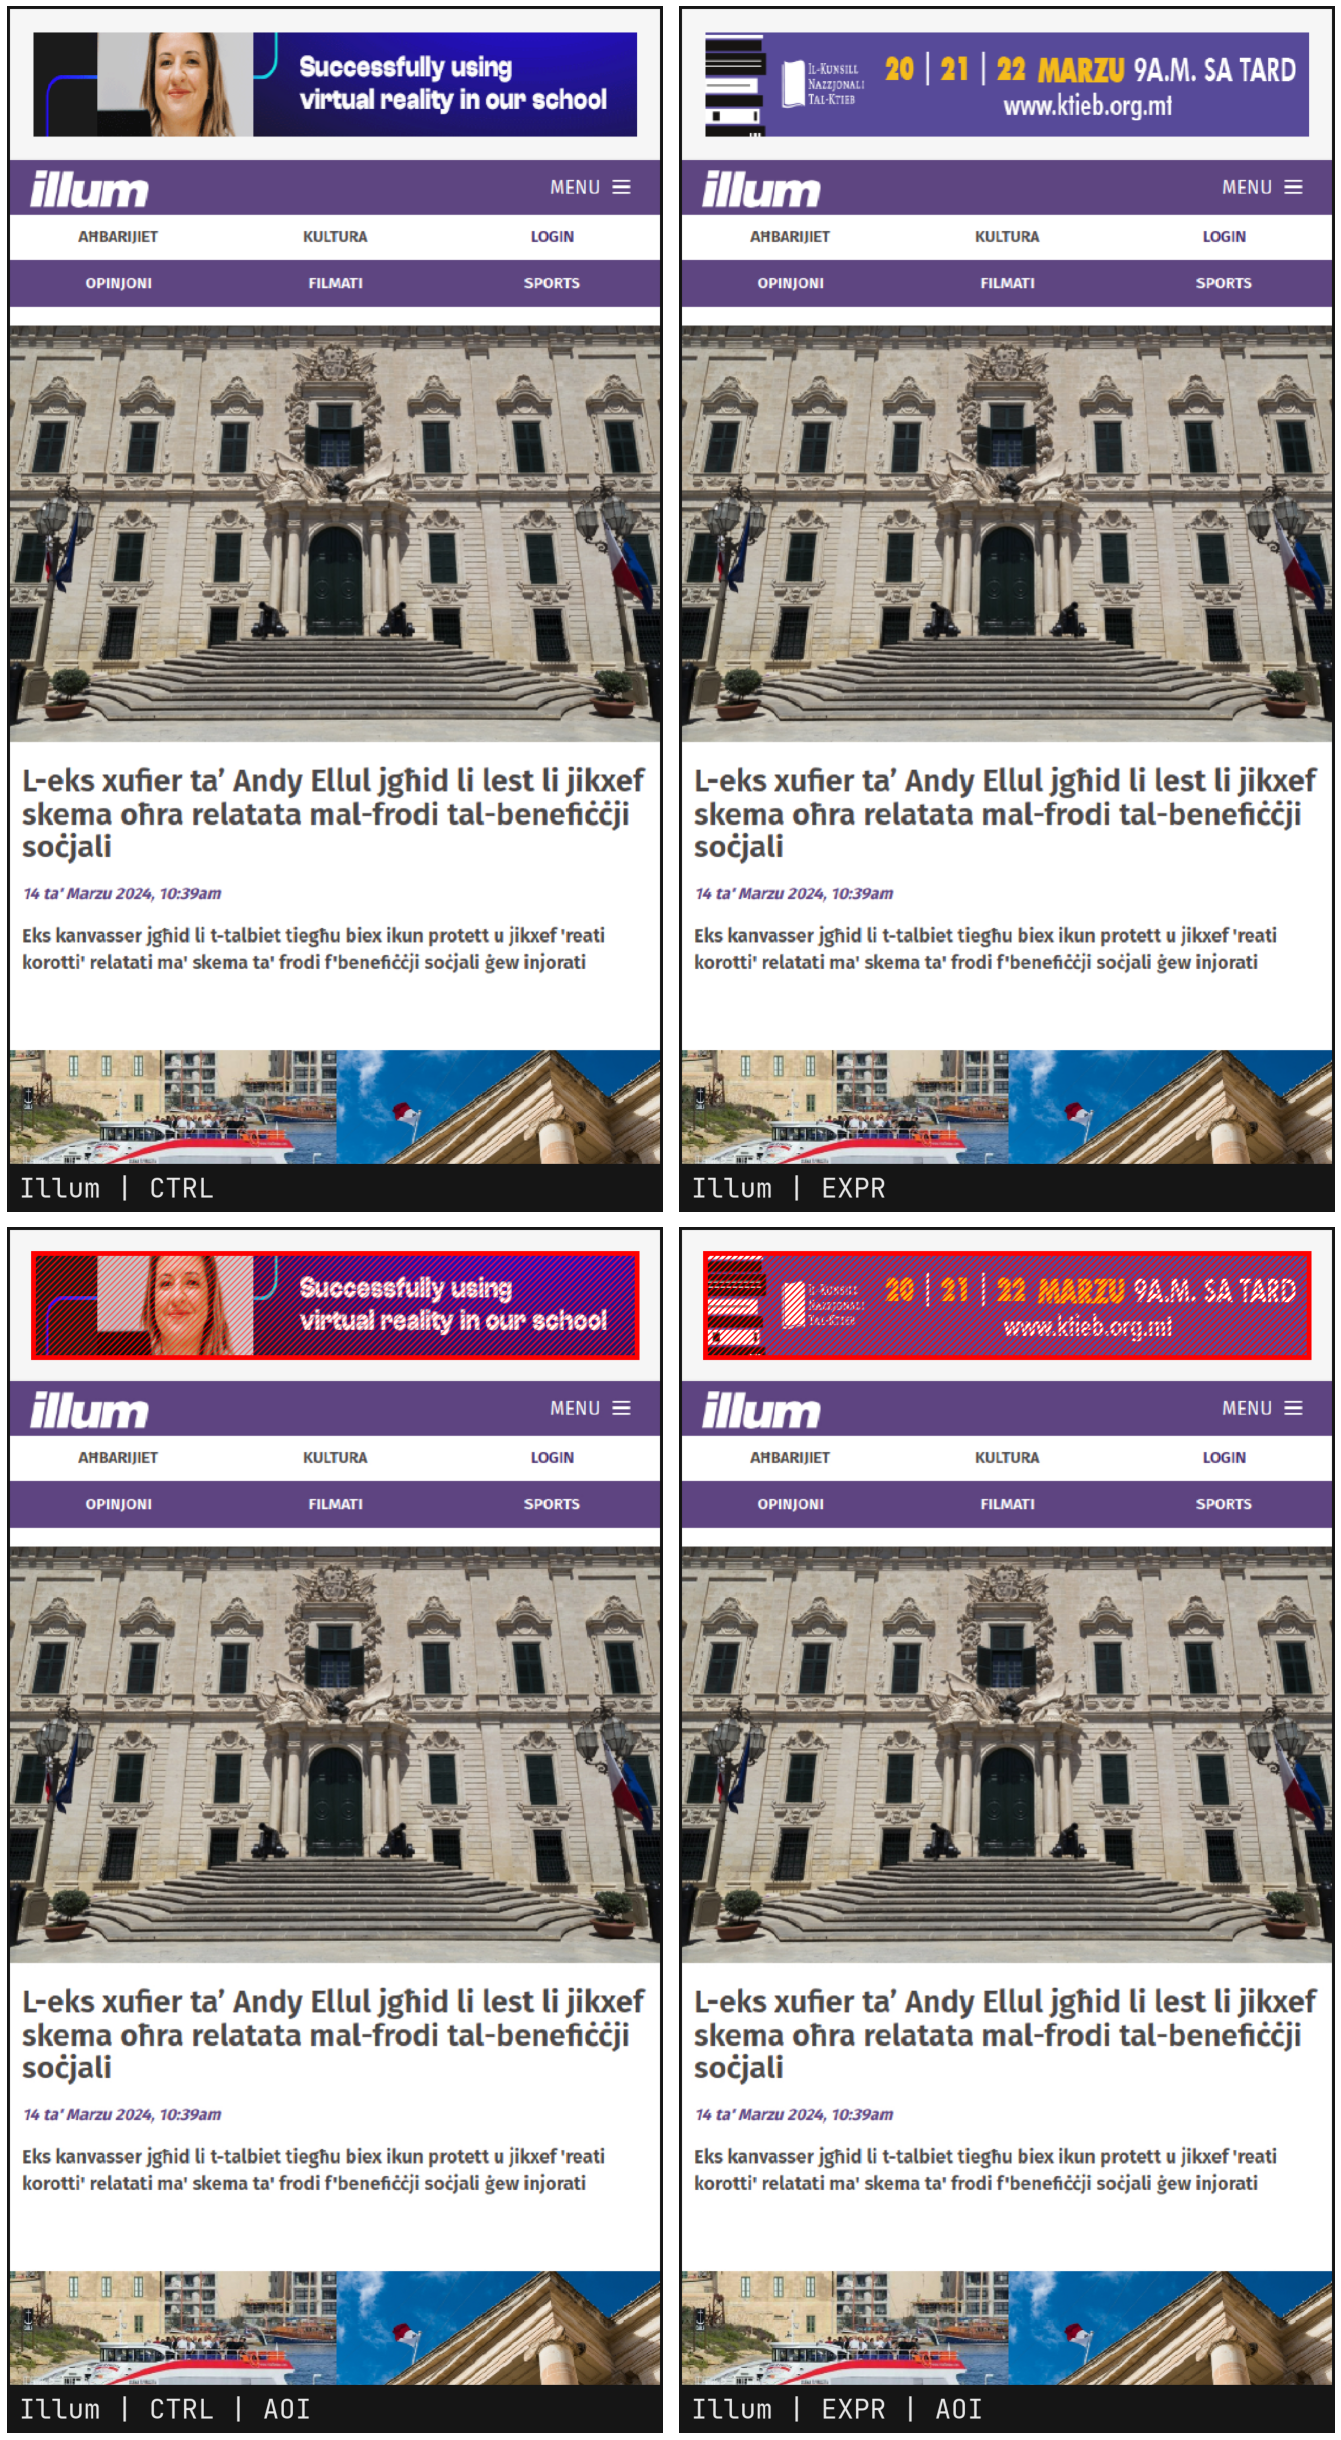 Successfully using
virtual reality in our school
illum
MENU
AĦBARIJIET KULTURA LOGIN
OPINJONI FILMATI SPORTS
L-eks xufier ta’ Andy Ellul jgħid li lest li jikxef
skema oħra relatata mal-frodi tal-benefiċċji
soċjali
14 ta' Marzu 2024, 10:39am
Eks kanvasser jgħid li t-talbiet tiegħu biex ikun protett u jikxef 'reati
korotti' relatati ma' skema ta' frodi f'benefiċċji soċjali ġew injorati
Illum | CTRL
IL-KUNSILL
NAZZJONALI
TAL-KTIEB
20 | 21 | 22 MARZU 9A.M. SA TARD
www.ktieb.org.mt
illum
MENU
AĦBARIJIET KULTURA LOGIN
OPINJONI FILMATI SPORTS
L-eks xufier ta’ Andy Ellul jgħid li lest li jikxef
skema oħra relatata mal-frodi tal-benefiċċji
soċjali
14 ta' Marzu 2024, 10:39am
Eks kanvasser jgħid li t-talbiet tiegħu biex ikun protett u jikxef 'reati
korotti' relatati ma' skema ta' frodi f'benefiċċji soċjali ġew injorati
Illum | EXPR
Successfully using
virtual reality in our school
illum
MENU
AĦBARIJIET KULTURA LOGIN
OPINJONI FILMATI SPORTS
L-eks xufier ta’ Andy Ellul jgħid li lest li jikxef
skema oħra relatata mal-frodi tal-benefiċċji
soċjali
14 ta' Marzu 2024, 10:39am
Eks kanvasser jgħid li t-talbiet tiegħu biex ikun protett u jikxef 'reati
korotti' relatati ma' skema ta' frodi f'benefiċċji soċjali ġew injorati
Illum | CTRL | AOI
IL-KUNSILL
NAZZJONALI
TAL-KTIEB
20 | 21 | 22 MARZU 9A.M. SA TARD
www.ktieb.org.mt
illum
MENU
AĦBARIJIET KULTURA LOGIN
OPINJONI FILMATI SPORTS
L-eks xufier ta’ Andy Ellul jgħid li lest li jikxef
skema oħra relatata mal-frodi tal-benefiċċji
soċjali
14 ta' Marzu 2024, 10:39am
Eks kanvasser jgħid li t-talbiet tiegħu biex ikun protett u jikxef 'reati
korotti' relatati ma' skema ta' frodi f'benefiċċji soċjali ġew injorati
Illum | EXPR | AOI